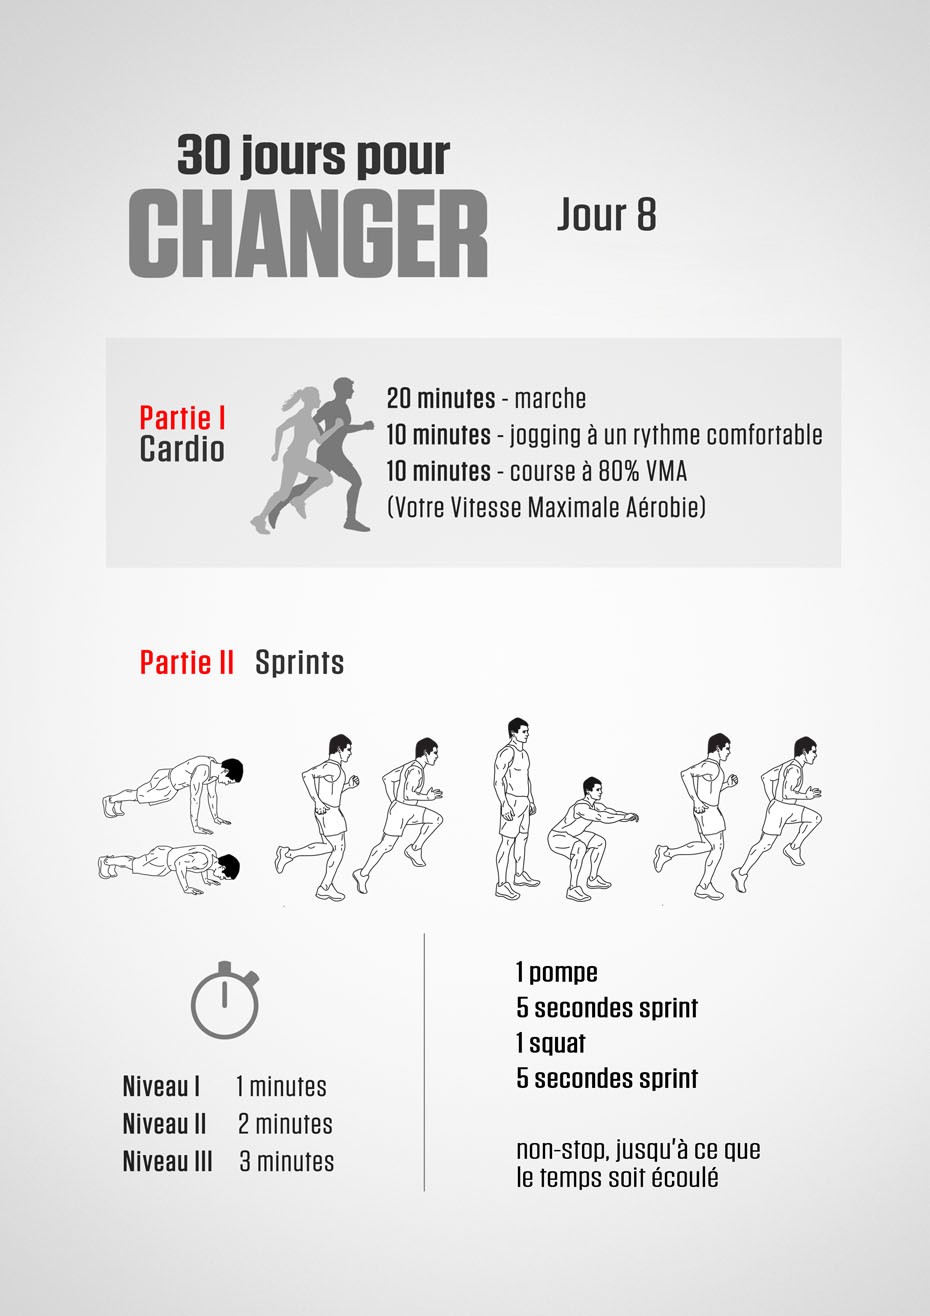 30 jours pour
CHANGER
Jour 8
Partie I
Cardio
20 minutes - marche
10 minutes - jogging à un rythme comfortable
10 minutes - course à 80% VMA
(Votre Vitesse Maximale Aérobie)
Partie II Sprints
Niveau I 1 minutes
Niveau II 2 minutes
Niveau III 3 minutes
1 pompe
5 secondes sprint
1 squat
5 secondes sprint
non-stop, jusqu'à ce que
le temps soit écoulé